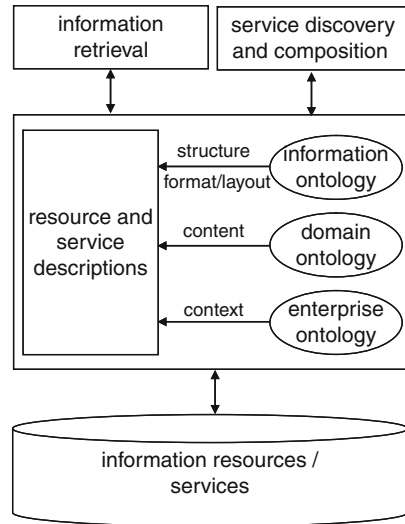 information
retrieval
service discovery
and composition
structure
format/layout
information
ontology
resource and
service
descriptions
content
domain
ontology
context
enterprise
ontology
information resources /
services